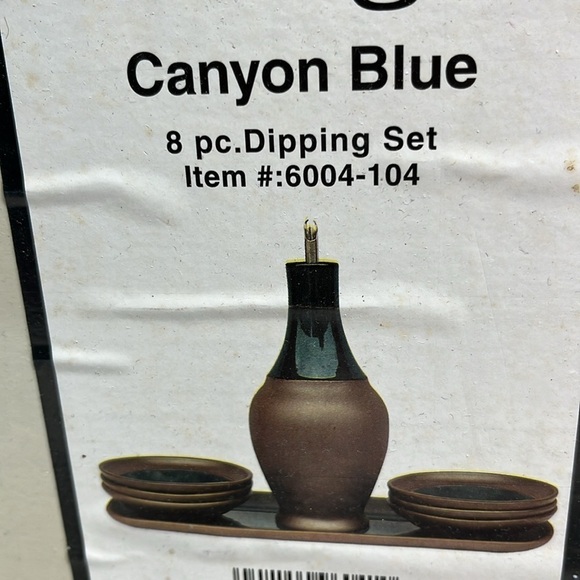 Canyon Blue
8 pc.Dipping Set
Item #:6004-104